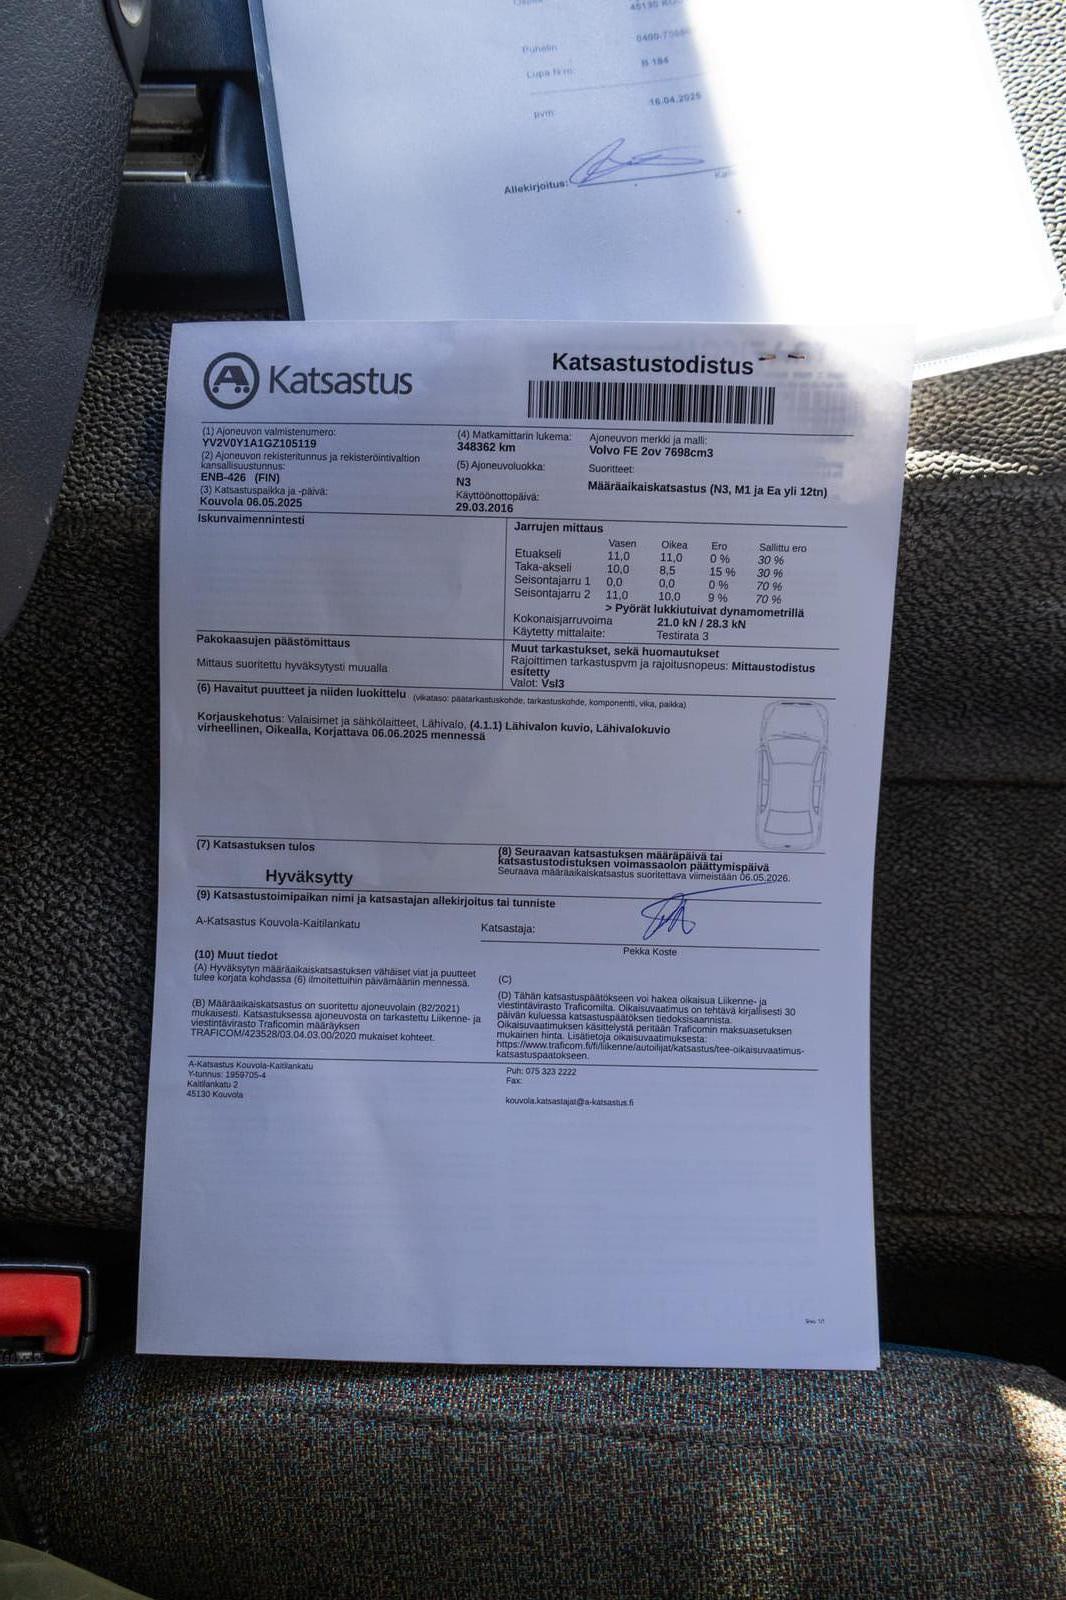 45130
Puhelin
Lupa Nro:
B 184
pvm:
16.04.2025
Allekirjoitus:
A Katsastus
Katsastustodistus
(1) Ajoneuvon valmistenumero:
YV2V0Y1A1GZ105119
(4) Matkamittarin lukema:
348362 km
Ajoneuvon merkki ja malli:
Volvo FE 2ov 7698cm3
(2) Ajoneuvon rekisteritunnus ja rekisteröintivaltion
kansallisuustunnus:
ENB-426 (FIN)
(5) Ajoneuvoluokka:
N3
Suoritteet:
Määräaikaiskatsastus (N3, M1 ja Ea yli 12tn)
(3) Katsastuspaikka ja -päivä:
Kouvola 06.05.2025
Käyttöönottopäivä:
29.03.2016
Iskunvaimennintesti
Jarrujen mittaus
Vasen Oikea Ero Sallittu ero
Etuakseli 11,0 11,0 0 % 30 %
Taka-akseli 10,0 8,5 15 % 30 %
Seisontajarru 1 0,0 0,0 0 % 70 %
Seisontajarru 2 11,0 10,0 9 % 70 %
> Pyörät lukkiutuivat dynamometrillä
Kokonaisjarruvoima 21.0 kN / 28.3 kN
Käytetty mittalaite: Testirata 3
Pakokaasujen päästömittaus
Mittaus suoritettu hyväksytysti muualla
Muut tarkastukset, sekä huomautukset
Rajoittimen tarkastuspvm ja rajoitusnopeus: Mittaustodistus
esitetty
Valot: Vsl3
(6) Havaitut puutteet ja niiden luokittelu (vikataso: päätarkastuskohde, tarkastuskohde, komponentti, vika, paikka)
Korjauskehotus: Valaisimet ja sähkölaitteet, Lähivalo, (4.1.1) Lähivalon kuvio, Lähivalokuvio
virheellinen, Oikealla, Korjattava 06.06.2025 mennessä
(7) Katsastuksen tulos
Hyväksytty
(8) Seuraavan katsastuksen määräpäivä tai
katsastustodistuksen voimassaolon päättymispäivä
Seuraava määräaikaiskatsastus suoritettava viimeistään 06.05.2026.
(9) Katsastustoimipaikan nimi ja katsastajan allekirjoitus tai tunniste
A-Katsastus Kouvola-Kaitilankatu
Katsastaja:
Pekka Koste
(10) Muut tiedot
(A) Hyväksytyn määräaikaiskatsastuksen vähäiset viat ja puutteet
tulee korjata kohdassa (6) ilmoitettuihin päivämääriin mennessä.
(B) Määräaikaiskatsastus on suoritettu ajoneuvolain (82/2021)
mukaisesti. Katsastuksessa ajoneuvosta on tarkastettu Liikenne- ja
viestintävirasto Traficomin määräyksen
TRAFICOM/423528/03.04.03.00/2020 mukaiset kohteet.
(C)
(D) Tähän katsastuspäätökseen voi hakea oikaisua Liikenne- ja
viestintävirasto Traficomilta. Oikaisuvaatimus on tehtävä kirjallisesti 30
päivän kuluessa katsastuspäätöksen tiedoksisaannista.
Oikaisuvaatimuksen käsittelystä peritään Traficomin maksuasetuksen
mukainen hinta. Lisätietoja oikaisuvaatimuksesta:
https://www.traficom.fi/fi/liikenne/autoilijat/katsastus/tee-oikaisuvaatimus-
katsastuspaatokseen.
A-Katsastus Kouvola-Kaitilankatu
Y-tunnus: 1959705-4
Kaitilankatu 2
45130 Kouvola
Puh: 075 323 2222
Fax:
kouvola.katsastajat@a-katsastus.fi
Sivu 1/1